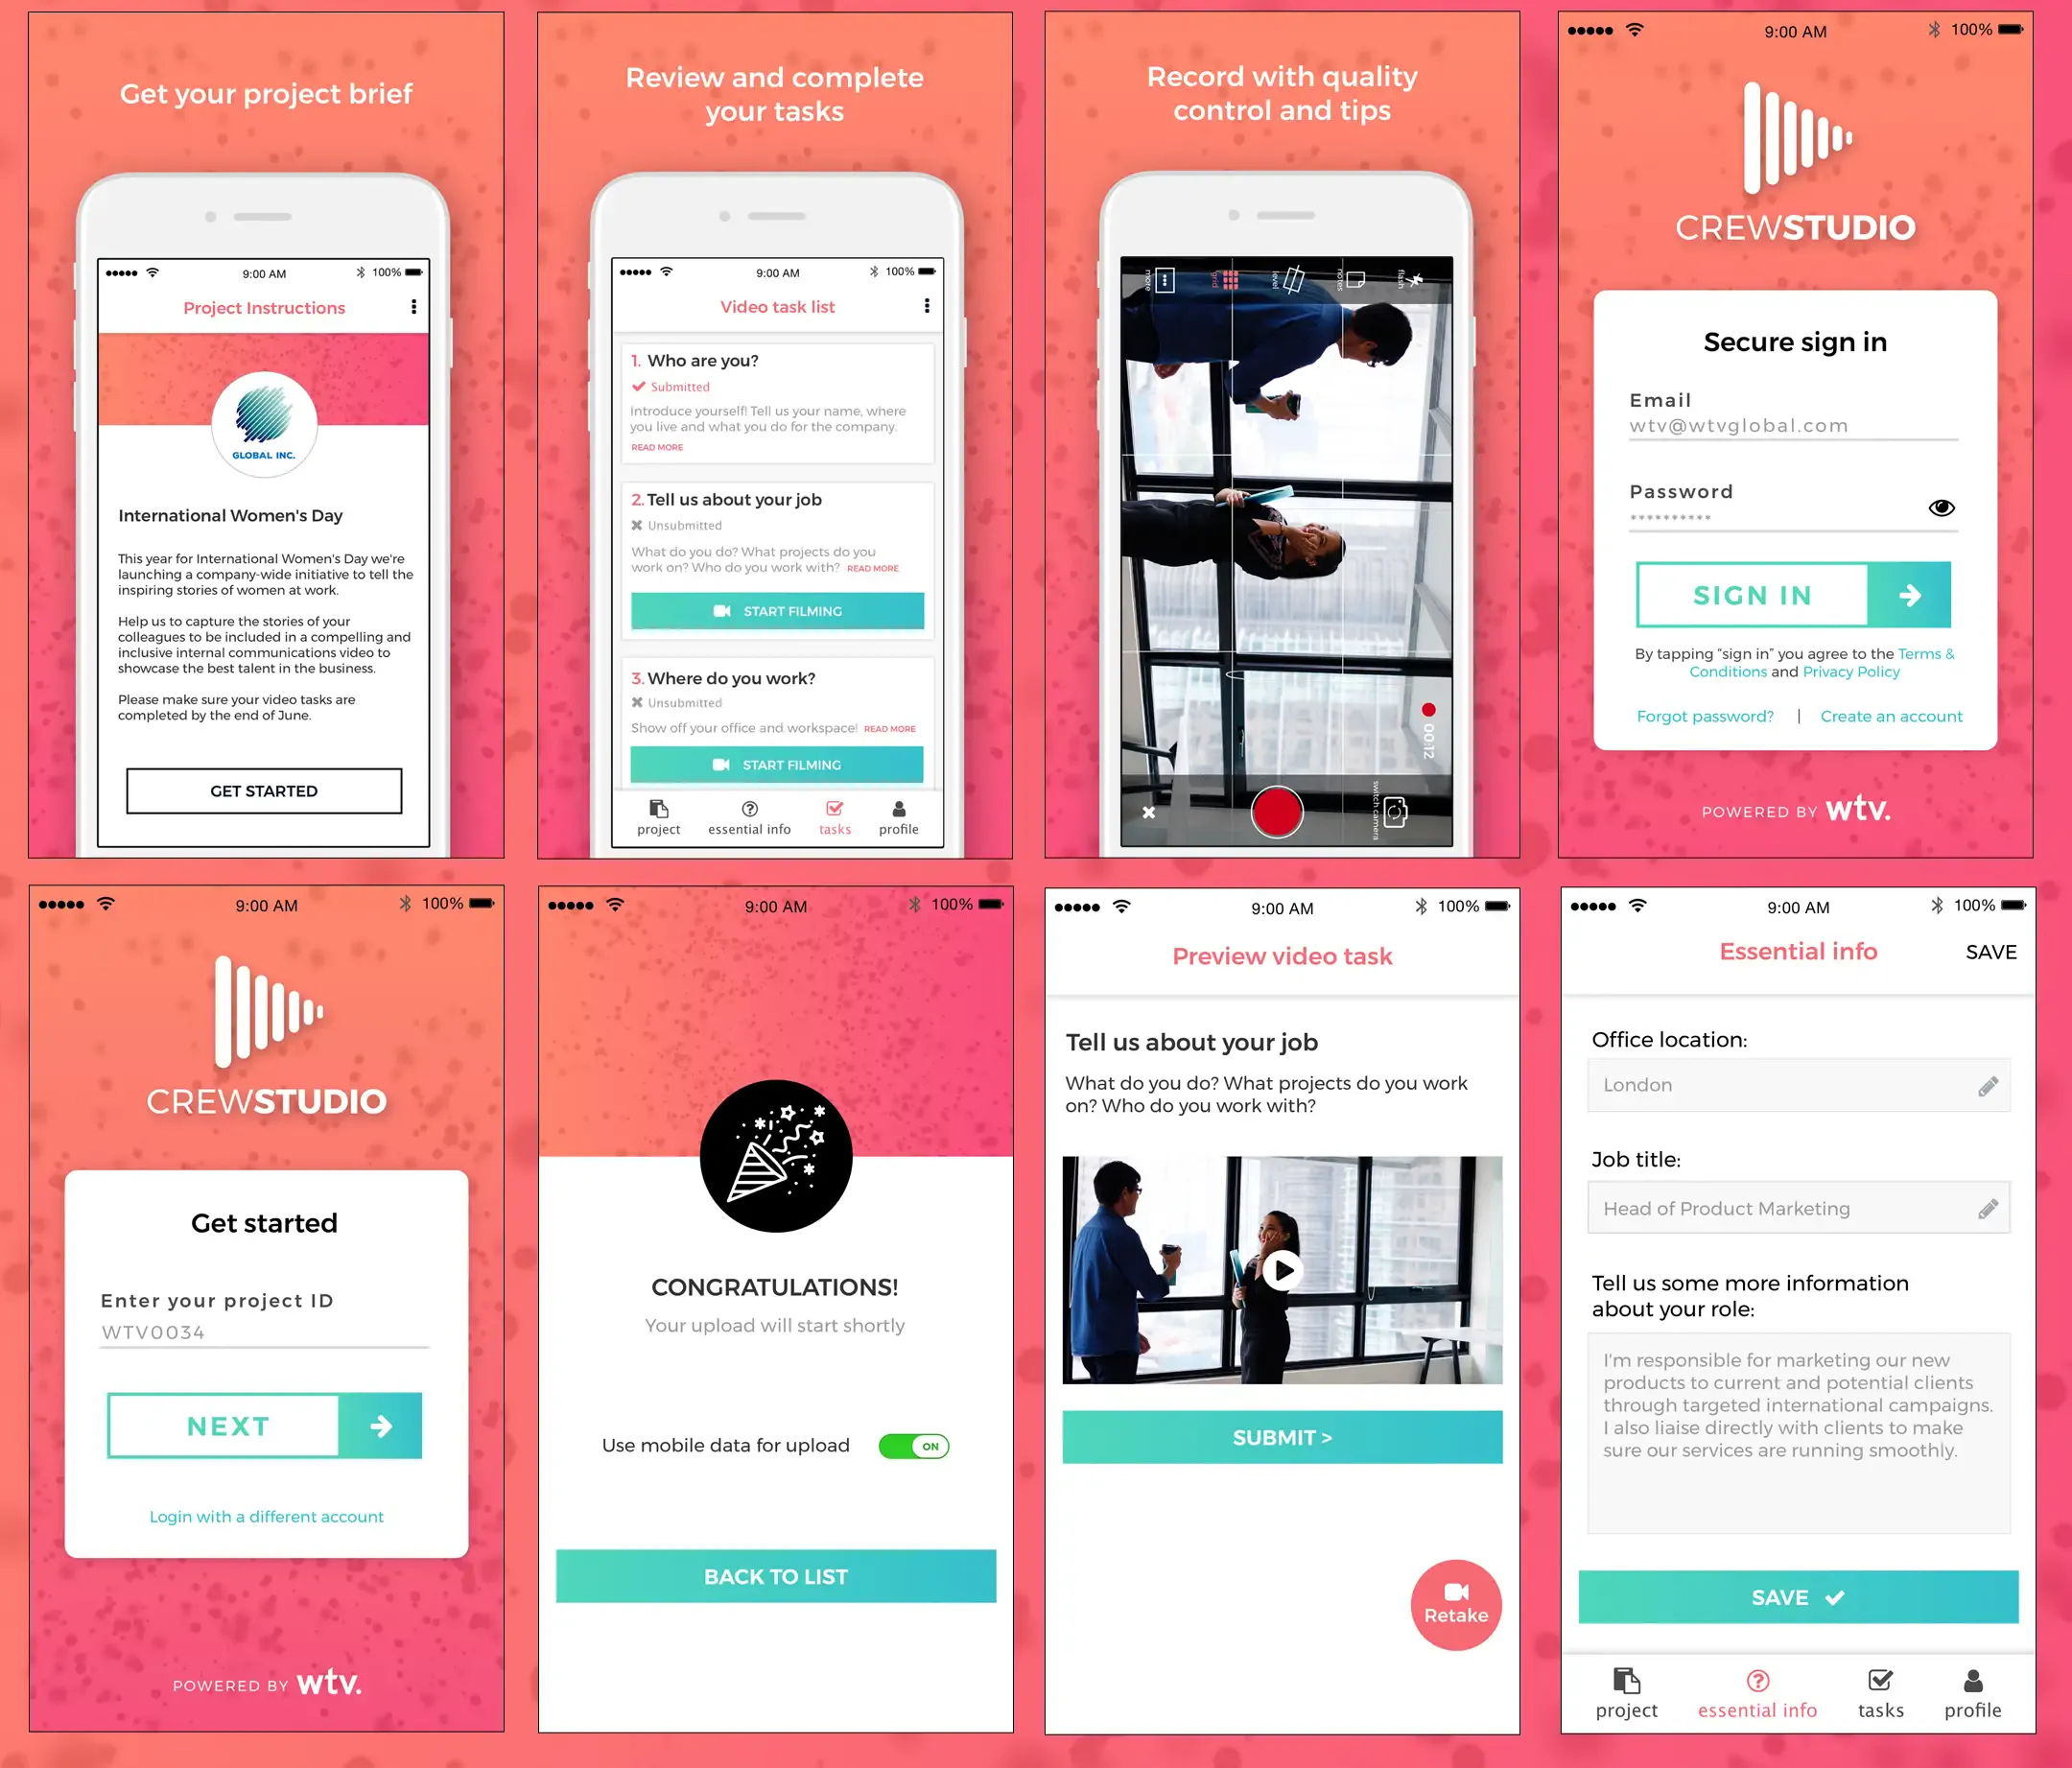 Get your project brief
9:00 AM
100%
Project Instructions
GLOBAL INC.
International Women's Day
This year for International Women's Day we're
launching a company-wide initiative to tell the
inspiring stories of women at work.
Help us to capture the stories of your
colleagues to be included in a compelling and
inclusive internal communications video to
showcase the best talent in the business.
Please make sure your video tasks are
completed by the end of June.
GET STARTED
Review and complete
your tasks
9:00 AM
100%
Video task list
1. Who are you?
Submitted
Introduce yourself! Tell us your name, where
you live and what you do for the company.
READ MORE
2. Tell us about your job
Unsubmitted
What do you do? What projects do you
work on? Who do you work with? READ MORE
START FILMING
3. Where do you work?
Unsubmitted
Show off your office and workspace! READ MORE
START FILMING
project
essential info
tasks
profile
Record with quality
control and tips
more
grid
level
notes
flash
00:12
switch camera
9:00 AM
100%
CREWSTUDIO
Secure sign in
Email
wtv@wtvglobal.com
Password
**********
SIGN IN
By tapping “sign in” you agree to the Terms &
Conditions and Privacy Policy
Forgot password? | Create an account
POWERED BY wtv.
9:00 AM
100%
CREWSTUDIO
Get started
Enter your project ID
WTV0034
NEXT
Login with a different account
POWERED BY wtv.
9:00 AM
100%
CONGRATULATIONS!
Your upload will start shortly
Use mobile data for upload
ON
BACK TO LIST
9:00 AM
100%
Preview video task
Tell us about your job
What do you do? What projects do you work
on? Who do you work with?
SUBMIT >
Retake
9:00 AM
100%
Essential info
SAVE
Office location:
London
Job title:
Head of Product Marketing
Tell us some more information
about your role:
I'm responsible for marketing our new
products to current and potential clients
through targeted international campaigns.
I also liaise directly with clients to make
sure our services are running smoothly.
SAVE
project
essential info
tasks
profile